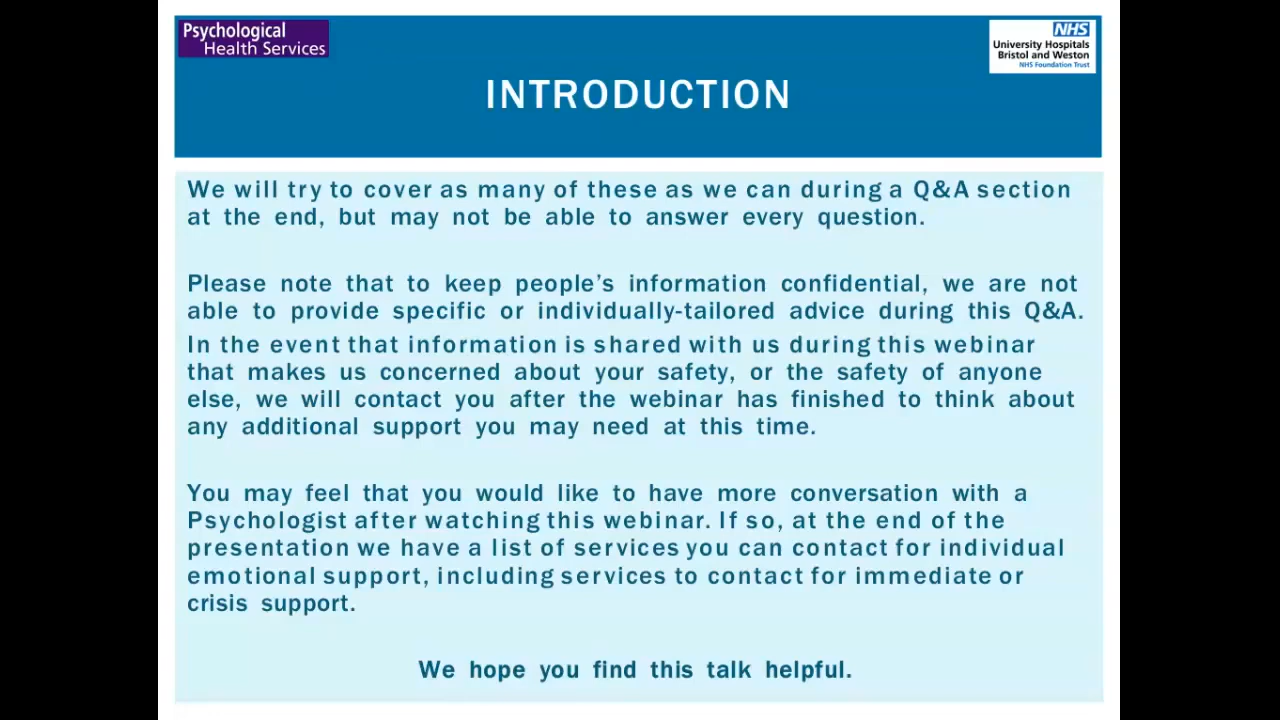 Psychological
Health Services
NHS
University Hospitals
Bristol and Weston
NHS Foundation Trust
INTRODUCTION
We will try to cover as many of these as we can during a Q&A section
at the end, but may not be able to answer every question.
Please note that to keep people's information confidential, we are not
able to provide specific or individually-tailored advice during this Q&A.
In the event that information is shared with us during this webinar
that makes us concerned about your safety, or the safety of anyone
else, we will contact you after the webinar has finished to think about
any additional support you may need at this time.
You may feel that you would like to have more conversation with a
Psychologist after watching this webinar. If so, at the end of the
presentation we have a list of services you can contact for individual
emotional support, including services to contact for immediate or
crisis support.
We hope you find this talk helpful.